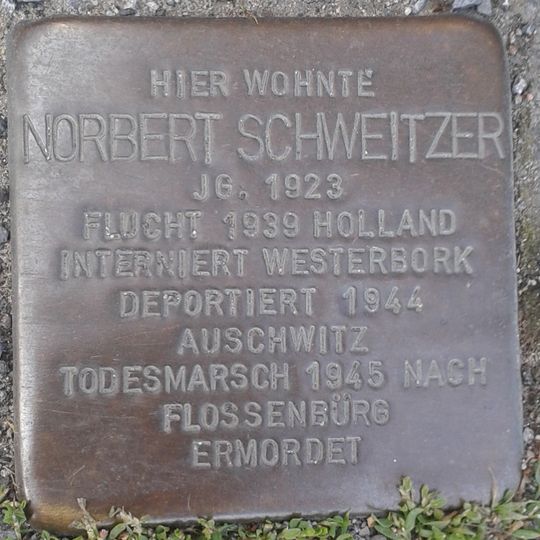 HIER WOHNTE
NORBERT SCHWEITZER
JG. 1923
FLUCHT 1939 HOLLAND
INTERNIERT WESTERBORK
DEPORTIERT 1944
AUSCHWITZ
TODESMARSCH 1945 NACH
FLOSSENBÜRG
ERMORDET